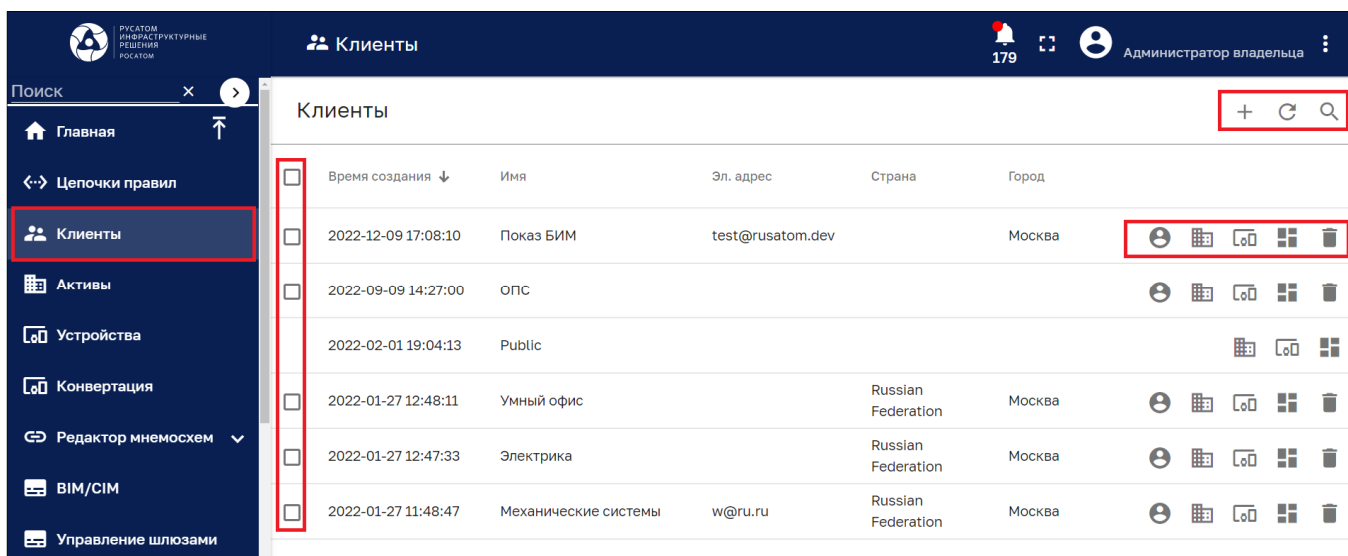 РУСАТОМ
ИНФРАСТРУКТУРНЫЕ
РЕШЕНИЯ
РОСАТОМ
Клиенты
179
Администратор владельца
Поиск
Главная
Цепочки правил
Клиенты
Активы
Устройства
Конвертация
Редактор мнемосхем
BIM/CIM
Управление шлюзами
Клиенты
Время создания Имя Эл. адрес Страна Город
2022-12-09 17:08:10 Показ БИМ test@rusatom.dev Москва
2022-09-09 14:27:00 ОПС
2022-02-01 19:04:13 Public
2022-01-27 12:48:11 Умный офис Russian Federation Москва
2022-01-27 12:47:33 Электрика Russian Federation Москва
2022-01-27 11:48:47 Механические системы w@ru.ru Russian Federation Москва